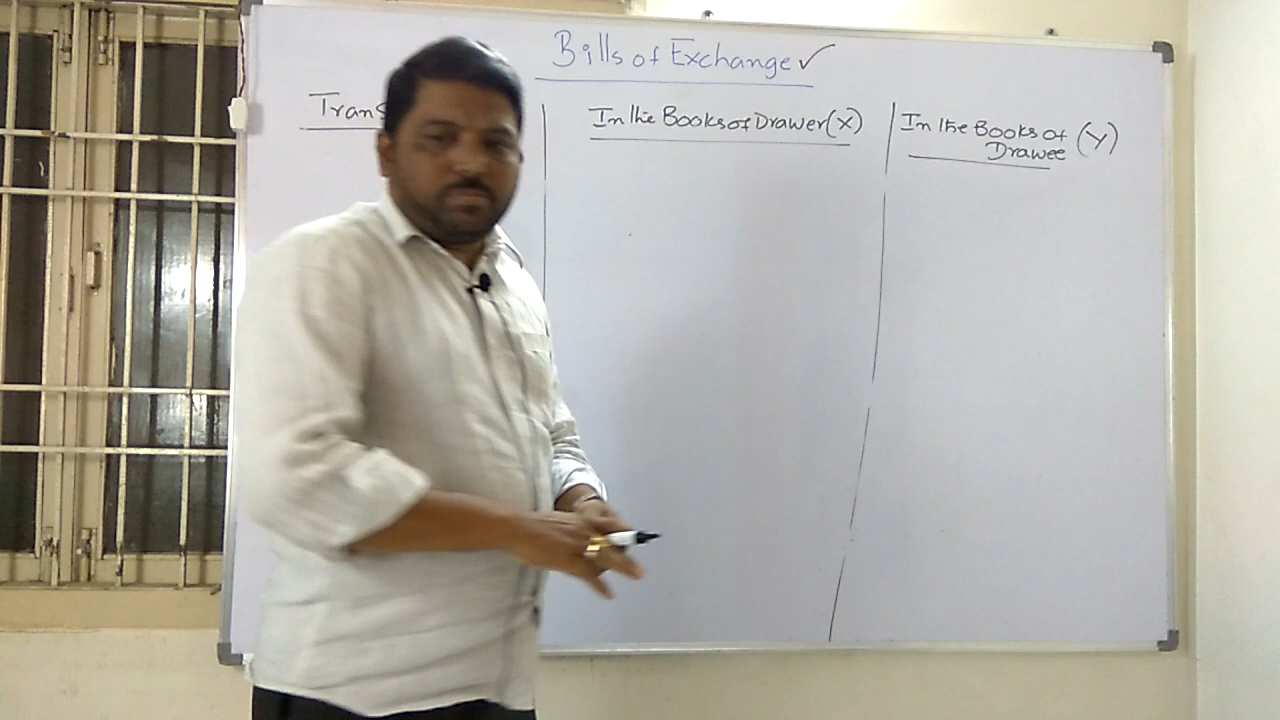 Bills of Exchange ✓
Trans
In the Books of Drawer (X)
In the Books of (Y)
Drawee